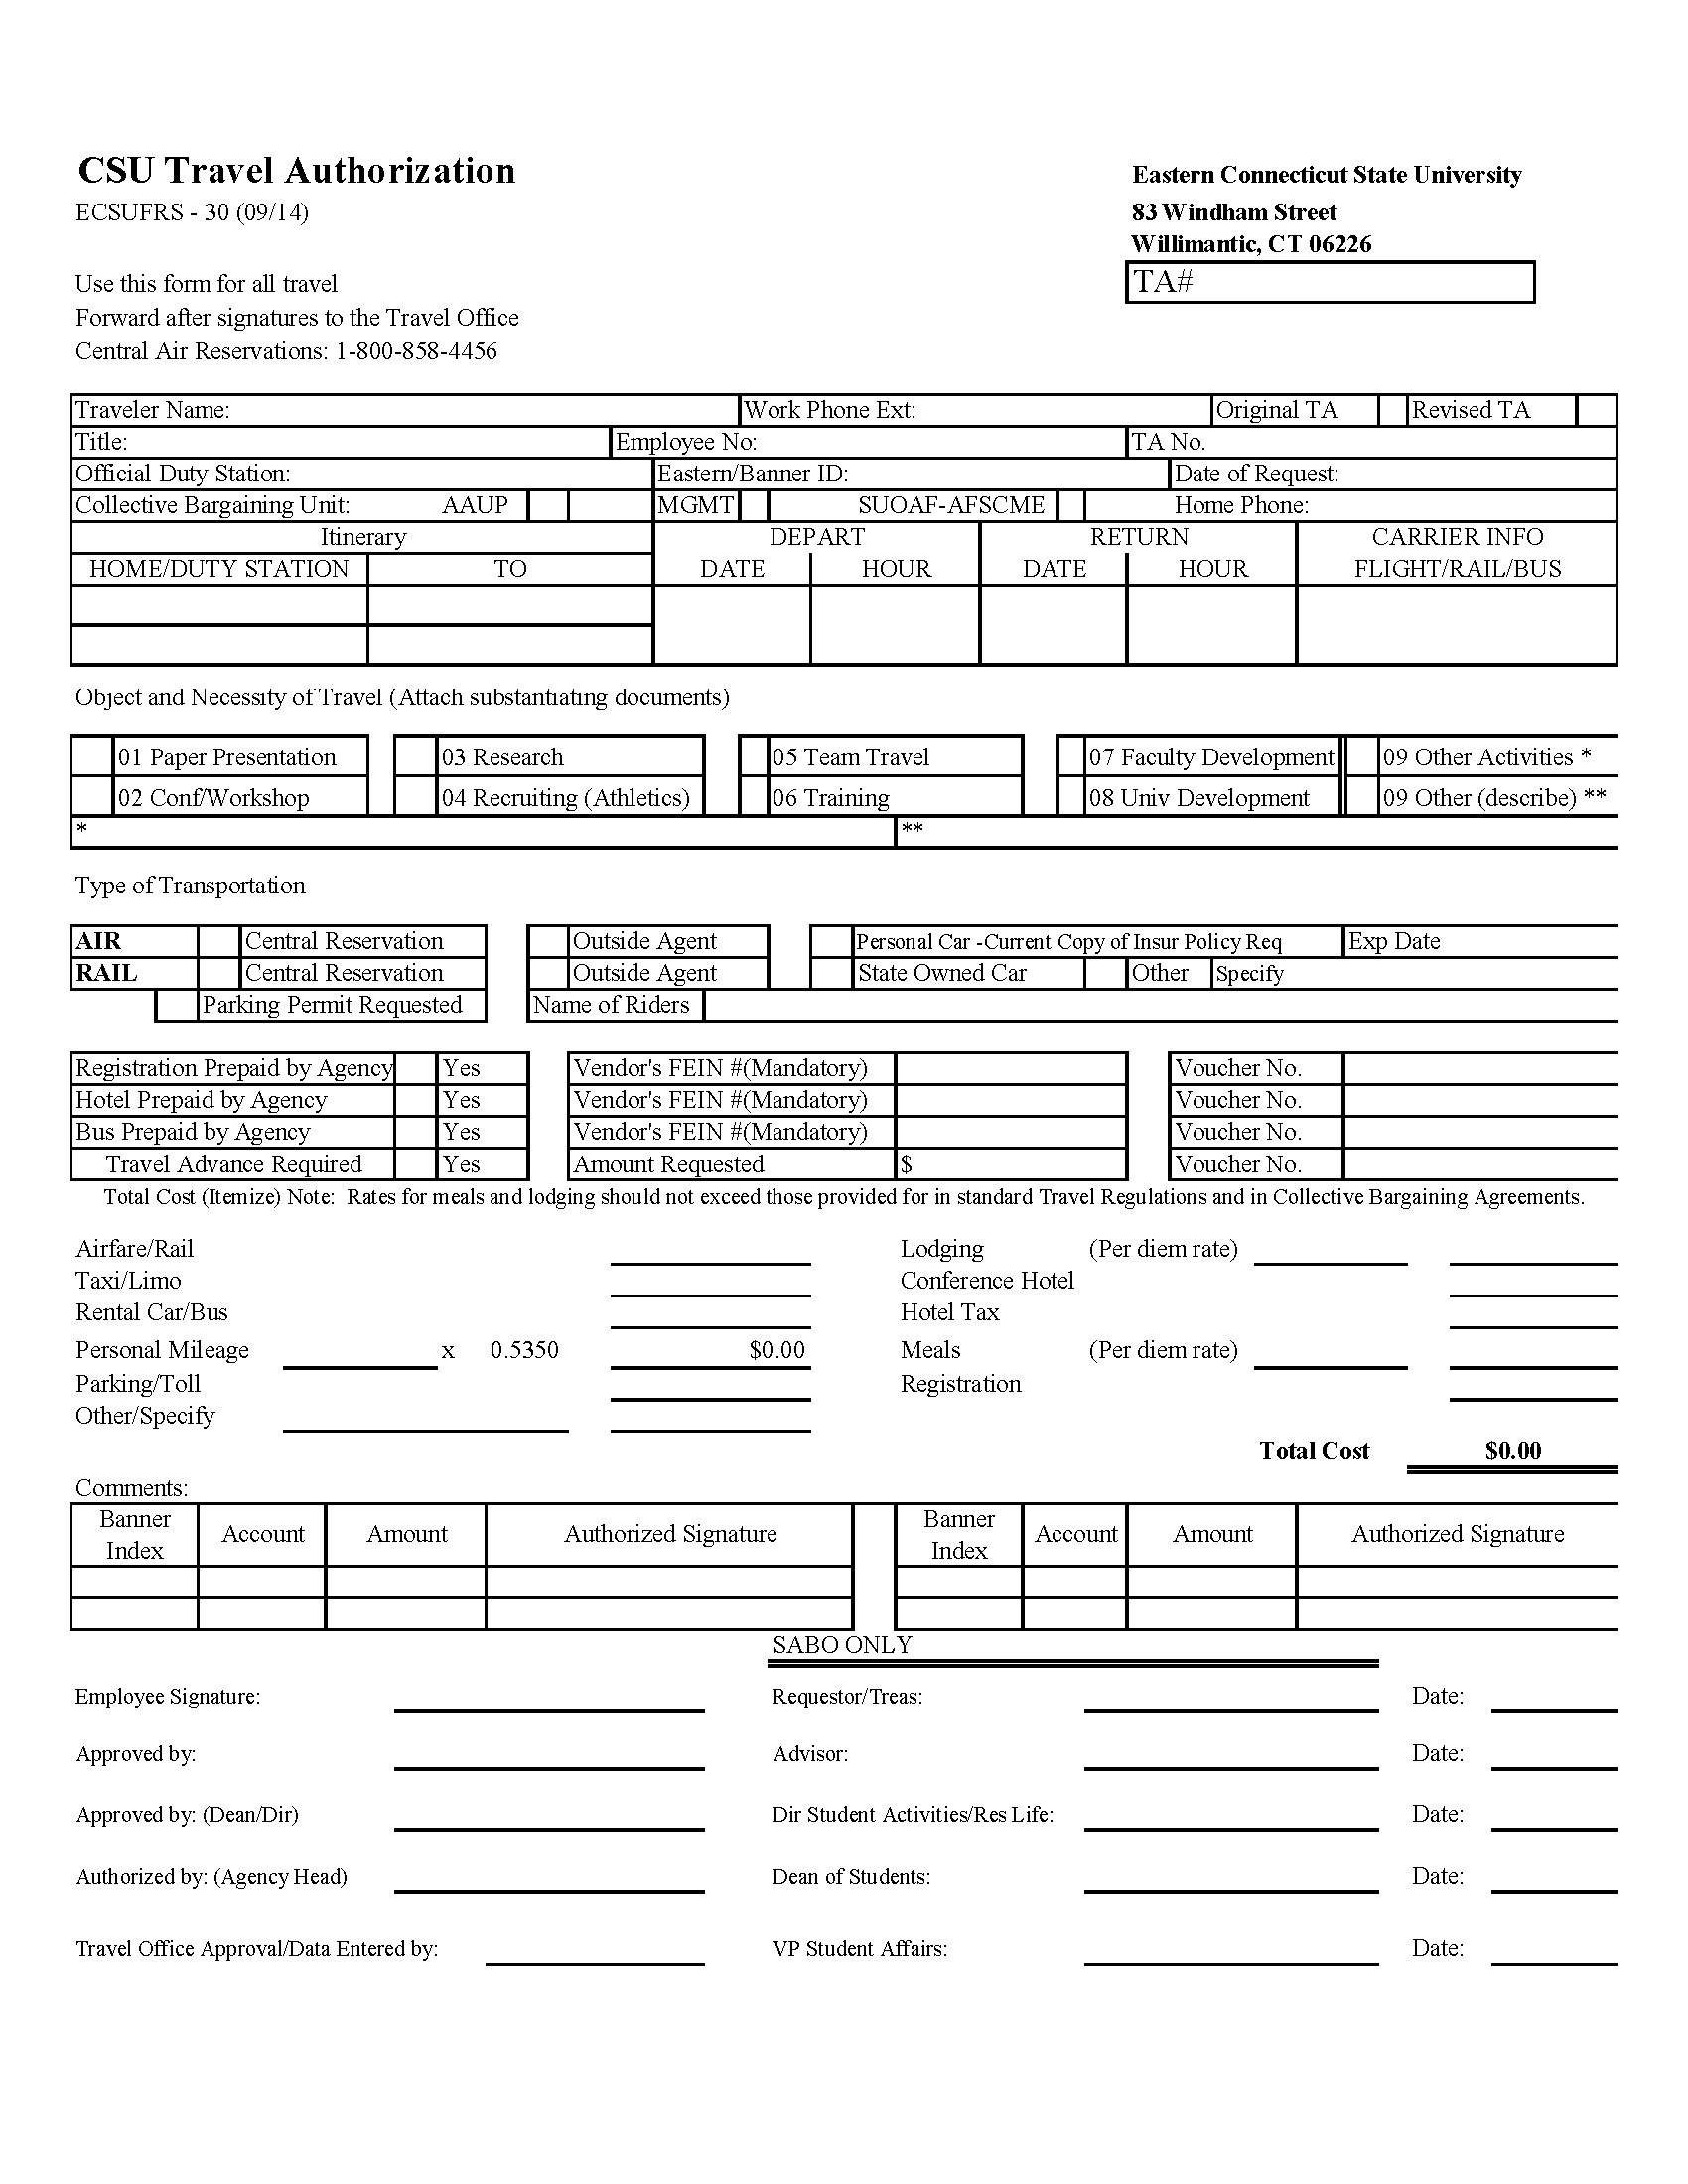 CSU Travel Authorization
Eastern Connecticut State University
ECSUFRS - 30 (09/14)
83 Windham Street
Willimantic, CT 06226
TA#
Use this form for all travel
Forward after signatures to the Travel Office
Central Air Reservations: 1-800-858-4456
Traveler Name: Work Phone Ext: Original TA Revised TA
Title: Employee No: TA No.
Official Duty Station: Eastern/Banner ID: Date of Request:
Collective Bargaining Unit: AAUP MGMT SUOAF-AFSCME Home Phone:
Itinerary DEPART RETURN CARRIER INFO
HOME/DUTY STATION TO DATE HOUR DATE HOUR FLIGHT/RAIL/BUS
Object and Necessity of Travel (Attach substantiating documents)
01 Paper Presentation 03 Research 05 Team Travel 07 Faculty Development 09 Other Activities *
02 Conf/Workshop 04 Recruiting (Athletics) 06 Training 08 Univ Development 09 Other (describe) **
* **
Type of Transportation
AIR Central Reservation Outside Agent Personal Car -Current Copy of Insur Policy Req Exp Date
RAIL Central Reservation Outside Agent State Owned Car Other Specify
Parking Permit Requested Name of Riders
Registration Prepaid by Agency Yes Vendor's FEIN #(Mandatory) Voucher No.
Hotel Prepaid by Agency Yes Vendor's FEIN #(Mandatory) Voucher No.
Bus Prepaid by Agency Yes Vendor's FEIN #(Mandatory) Voucher No.
Travel Advance Required Yes Amount Requested $ Voucher No.
Total Cost (Itemize) Note: Rates for meals and lodging should not exceed those provided for in standard Travel Regulations and in Collective Bargaining Agreements.
Airfare/Rail Lodging (Per diem rate)
Taxi/Limo Conference Hotel
Rental Car/Bus Hotel Tax
Personal Mileage x 0.5350 $0.00 Meals (Per diem rate)
Parking/Toll Registration
Other/Specify
Total Cost $0.00
Comments:
Banner Index Account Amount Authorized Signature Banner Index Account Amount Authorized Signature
SABO ONLY
Employee Signature: Requestor/Treas: Date:
Approved by: Advisor: Date:
Approved by: (Dean/Dir) Dir Student Activities/Res Life: Date:
Authorized by: (Agency Head) Dean of Students: Date:
Travel Office Approval/Data Entered by: VP Student Affairs: Date: